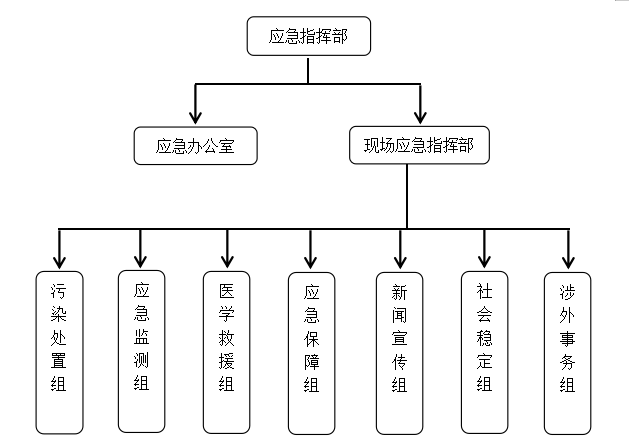 应急指挥部
应急办公室
现场应急指挥部
污染处置组
应急监测组
医学救援组
应急保障组
新闻宣传组
社会稳定组
涉外事务组